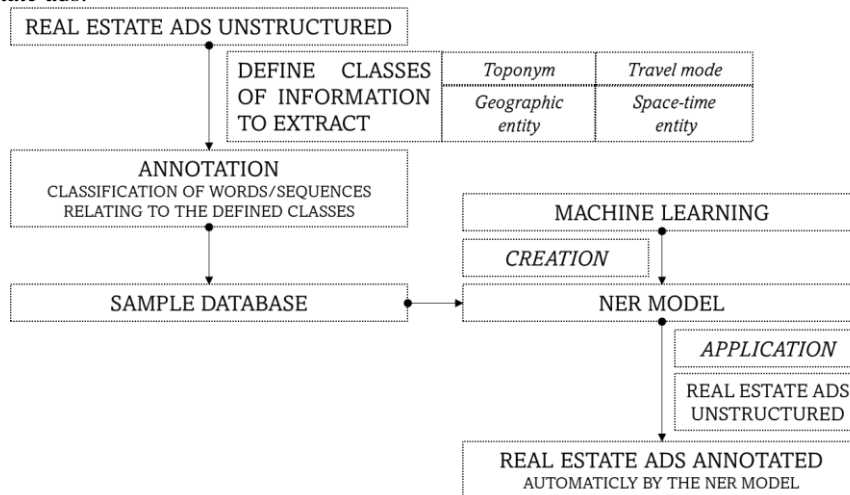 REAL ESTATE ADS UNSTRUCTURED
DEFINE CLASSES
OF INFORMATION
TO EXTRACT
Toponym
Travel mode
Geographic
entity
Space-time
entity
ANNOTATION
CLASSIFICATION OF WORDS/SEQUENCES
RELATING TO THE DEFINED CLASSES
MACHINE LEARNING
CREATION
SAMPLE DATABASE
NER MODEL
APPLICATION
REAL ESTATE ADS
UNSTRUCTURED
REAL ESTATE ADS ANNOTATED
AUTOMATICLY BY THE NER MODEL